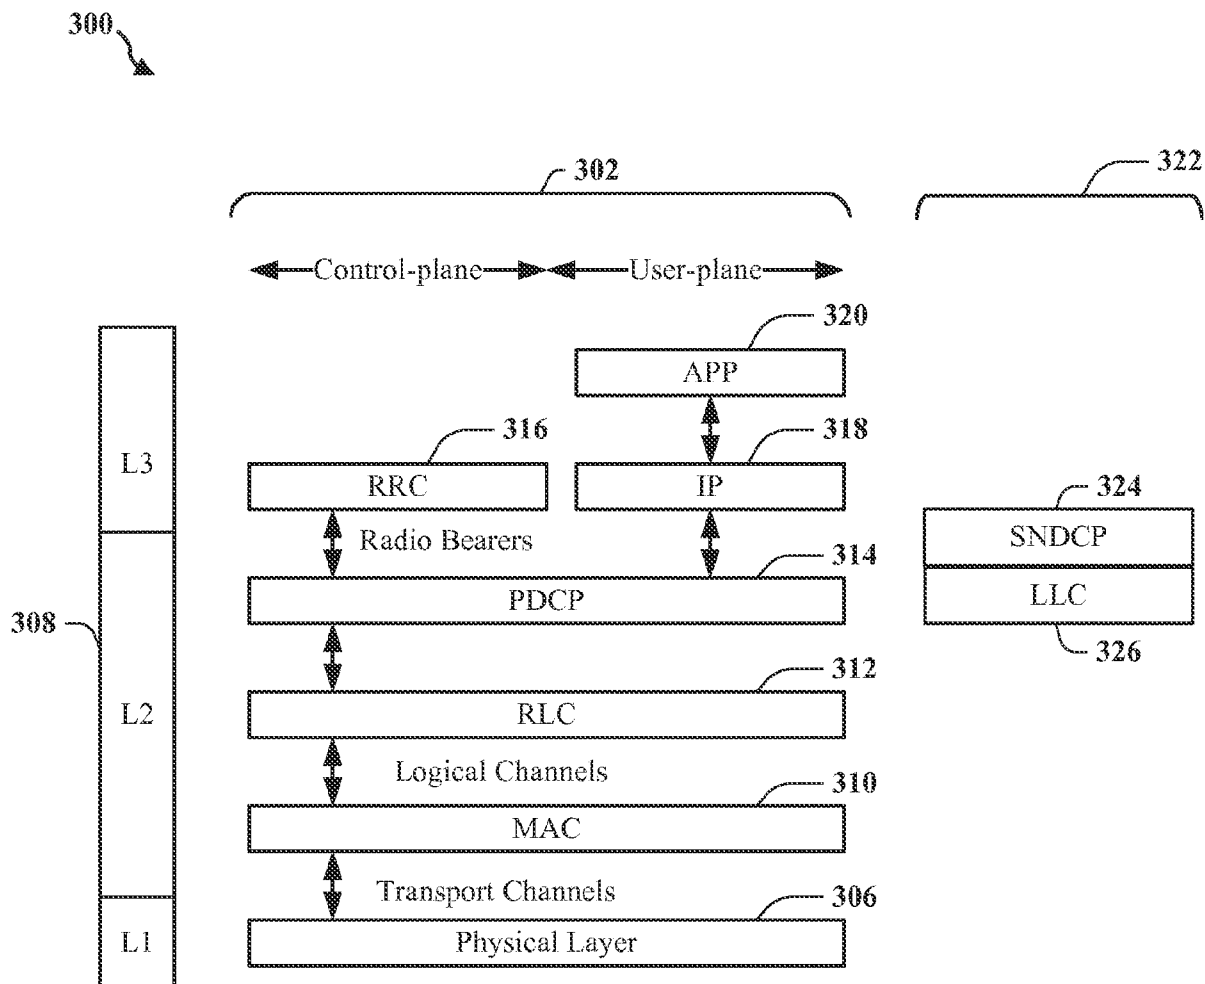 300
302
322
Control-plane
User-plane
320
APP
316
318
L3
RRC
IP
324
Radio Bearers
SNDCP
314
PDCP
LLC
308
326
312
L2
RLC
Logical Channels
310
MAC
Transport Channels
306
L1
Physical Layer